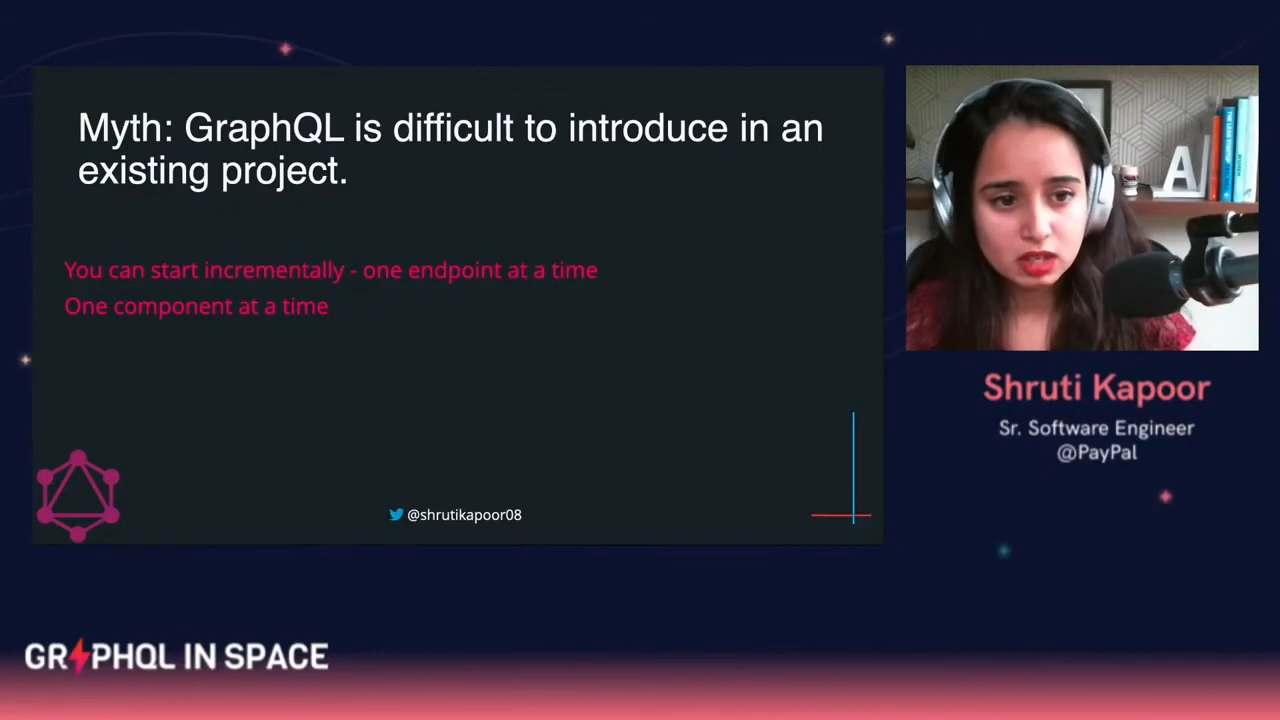 Myth: GraphQL is difficult to introduce in an
existing project.
You can start incrementally - one endpoint at a time
One component at a time
@shrutikapoor08
A
Shruti Kapoor
Sr. Software Engineer
@PayPal
GRAPHQL IN SPACE